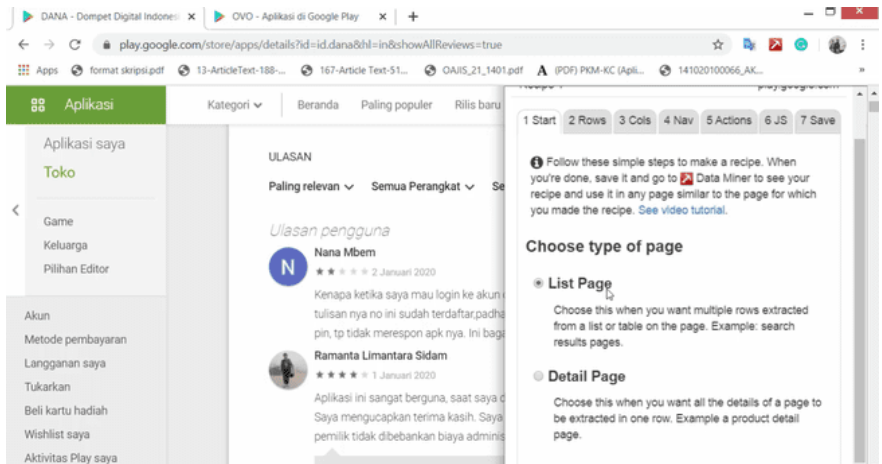 DANA - Dompet Digital Indones
OVO - Aplikasi di Google Play
play.google.com/store/apps/details?id=id.dana&hl=in&showAllReviews=true
Apps
format skripsi.pdf
13-ArticleText-188-...
167-Article Text-51...
OAJIS_21_1401.pdf
(PDF) PKM-KC (Apli...
141020100066_AK...
Aplikasi
Kategori
Beranda
Paling populer
Rilis baru
Aplikasi saya
Toko
Game
Keluarga
Pilihan Editor
Akun
Metode pembayaran
Langganan saya
Tukarkan
Beli kartu hadiah
Wishlist saya
Aktivitas Play saya
ULASAN
Paling relevan
Semua Perangkat
Se
Ulasan pengguna
N
Nana Mbem
2 Januari 2020
Kenapa ketika saya mau login ke akun
tulisan nya no ini sudah terdaftar,padha
pin, tp tidak merespon apk nya. Ini baga
Ramanta Limantara Sidam
1 Januari 2020
Aplikasi ini sangat berguna, saat saya
Saya mengucapkan terima kasih. Saya
pemilik tidak dibebankan biaya adminis
1 Start
2 Rows
3 Cols
4 Nav
5 Actions
6 JS
7 Save
Follow these simple steps to make a recipe. When
you're done, save it and go to Data Miner to see your
recipe and use it in any page similar to the page for which
you made the recipe. See video tutorial.
Choose type of page
List Page
Choose this when you want multiple rows extracted
from a list or table on the page. Example: search
results pages.
Detail Page
Choose this when you want all the details of a page to
be extracted in one row. Example a product detail
page.